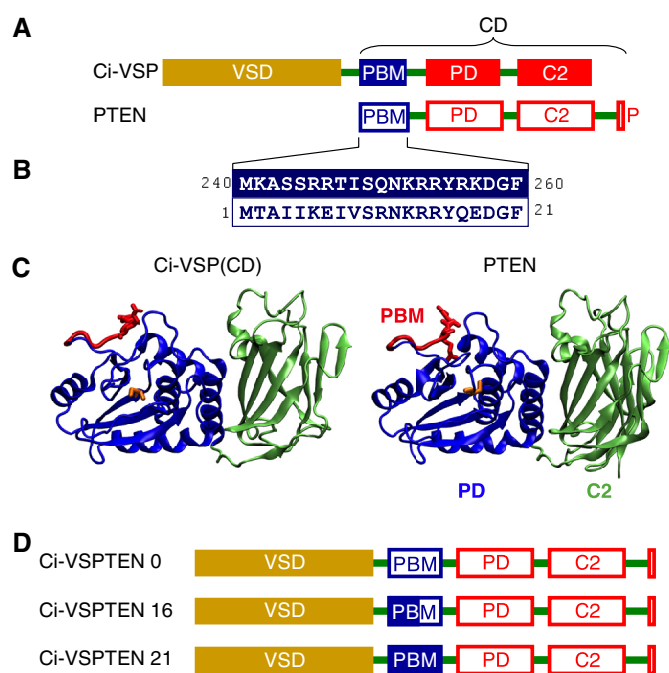 A
CD
Ci-VSP VSD PBM PD C2
PTEN PBM PD C2 P
B
240 MKASSRRTISQNKRRYRKDGF 260
1 MTAIIKEIVSRNKRRYQEDGF 21
C
Ci-VSP(CD) PTEN
PBM
PD C2
D
Ci-VSPTEN 0 VSD PBM PD C2
Ci-VSPTEN 16 VSD PBM PD C2
Ci-VSPTEN 21 VSD PBM PD C2